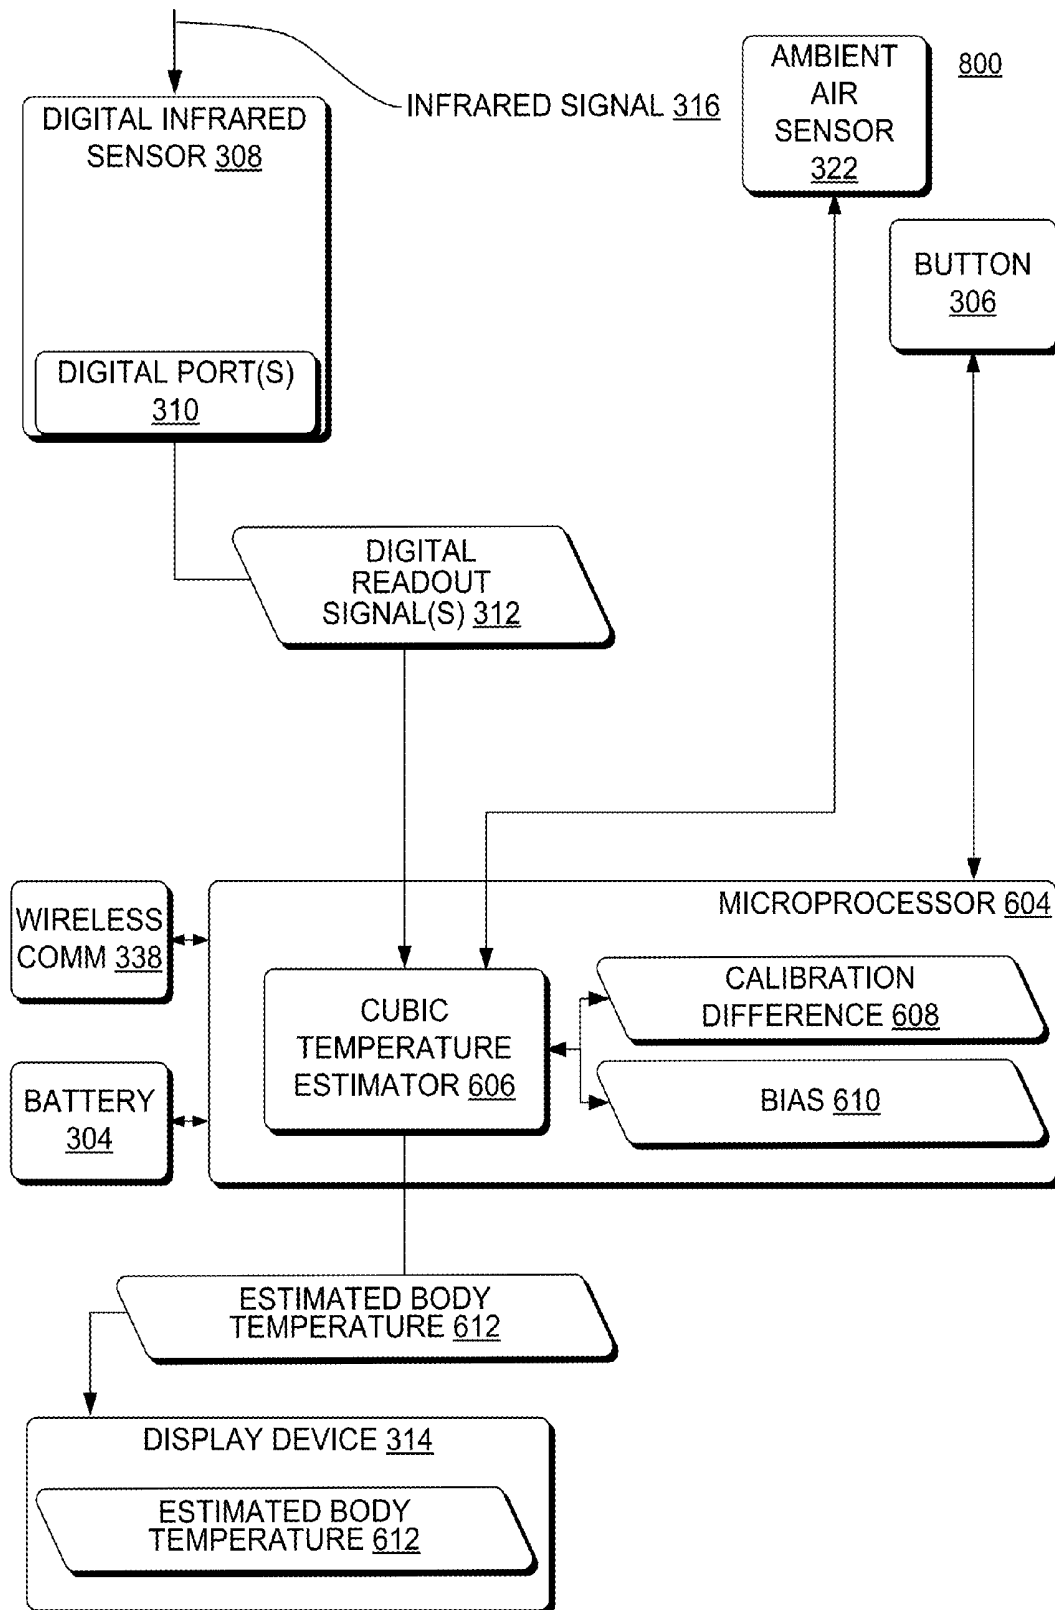 AMBIENT
AIR
SENSOR
322
800
INFRARED SIGNAL 316
DIGITAL INFRARED
SENSOR 308
BUTTON
306
DIGITAL PORT(S)
310
DIGITAL
READOUT
SIGNAL(S) 312
MICROPROCESSOR 604
WIRELESS
COMM 338
CALIBRATION
DIFFERENCE 608
CUBIC
TEMPERATURE
ESTIMATOR 606
BATTERY
304
BIAS 610
ESTIMATED BODY
TEMPERATURE 612
DISPLAY DEVICE 314
ESTIMATED BODY
TEMPERATURE 612